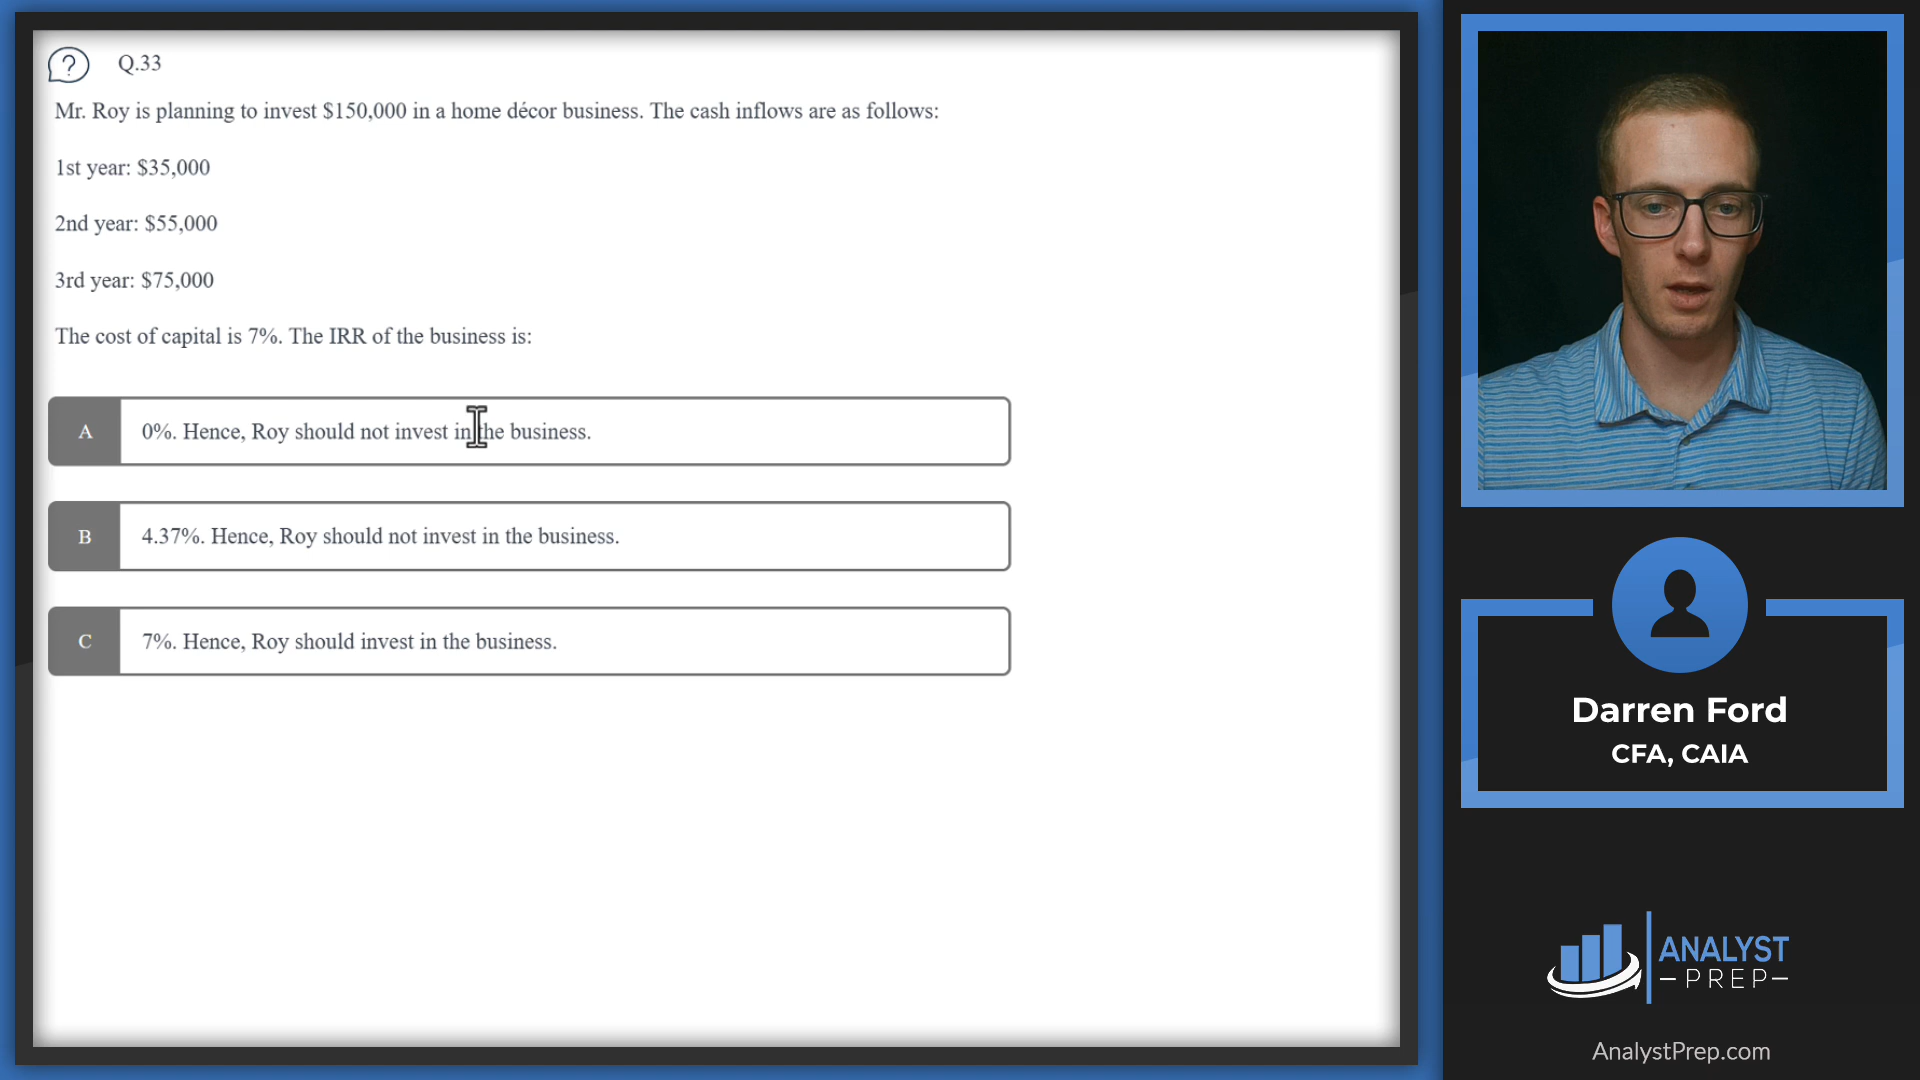 ?
Q.33
Mr. Roy is planning to invest $150,000 in a home décor business. The cash inflows are as follows:
1st year: $35,000
2nd year: $55,000
3rd year: $75,000
The cost of capital is 7%. The IRR of the business is:
A 0%. Hence, Roy should not invest in the business.
B 4.37%. Hence, Roy should not invest in the business.
C 7%. Hence, Roy should invest in the business.
Darren Ford
CFA, CAIA
ANALYST
PREP
AnalystPrep.com